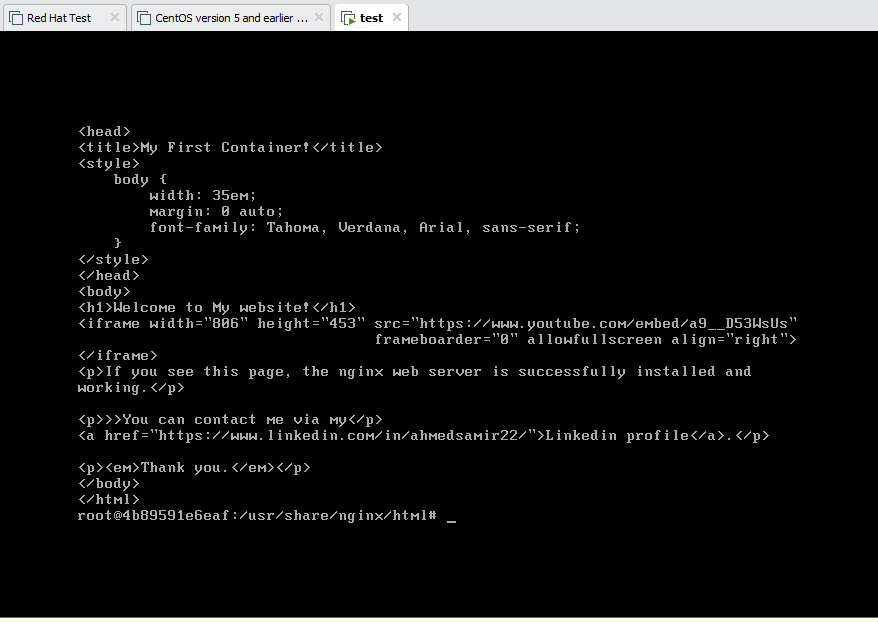 Red Hat Test
CentOS version 5 and earlier ...
test
<head>
<title>My First Container!</title>
<style>
    body {
        width: 35em;
        margin: 0 auto;
        font-family: Tahoma, Verdana, Arial, sans-serif;
    }
</style>
</head>
<body>
<h1>Welcome to My website!</h1>
<iframe width="806" height="453" src="https://www.youtube.com/embed/a9__D53WsUs"
                                 frameboarder="0" allowfullscreen align="right">
</iframe>
<p>If you see this page, the nginx web server is successfully installed and
working.</p>
<p>>>You can contact me via my</p>
<a href="https://www.linkedin.com/in/ahmedsamir22/">Linkedin profile</a>.</p>
<p><em>Thank you.</em></p>
</body>
</html>
root@4b89591e6eaf:/usr/share/nginx/html# _